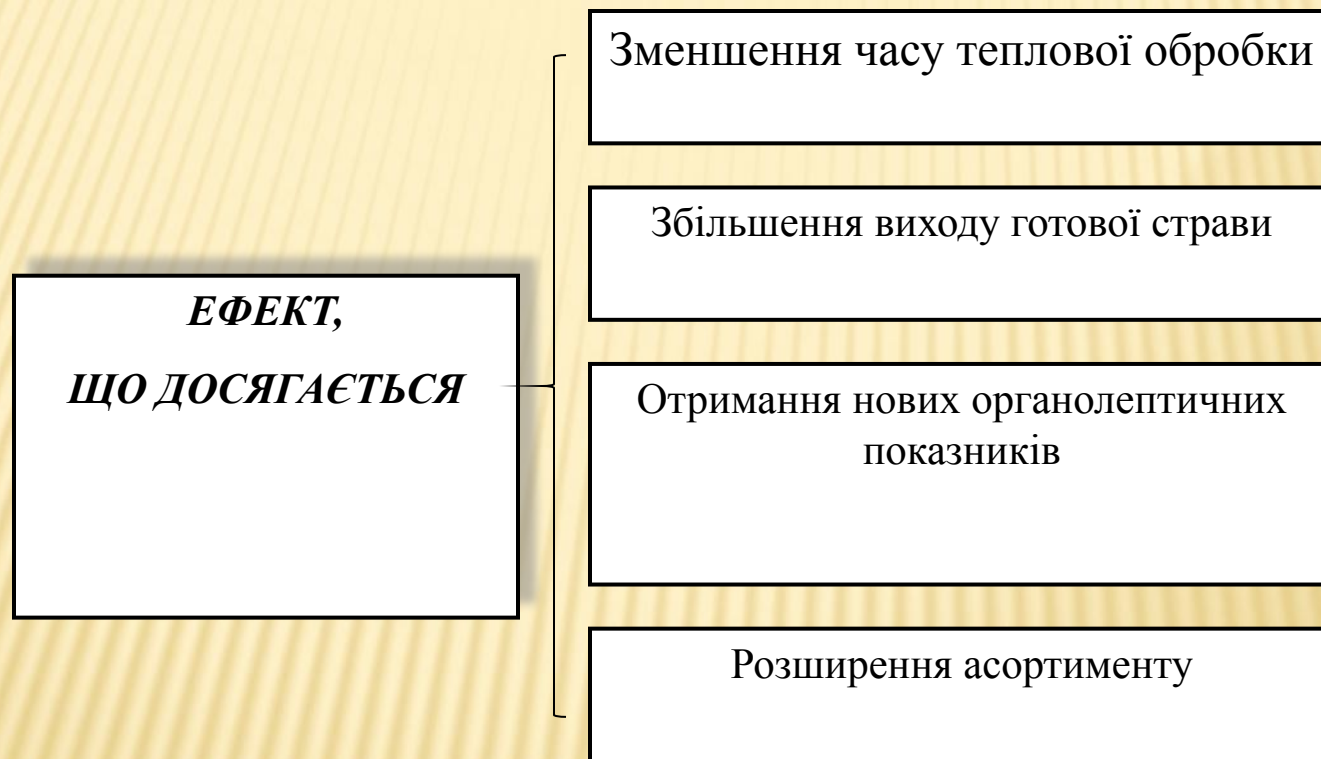 ЕФЕКТ,
ЩО ДОСЯГАЄТЬСЯ
Зменшення часу теплової обробки
Збільшення виходу готової страви
Отримання нових органолептичних
показників
Розширення асортименту